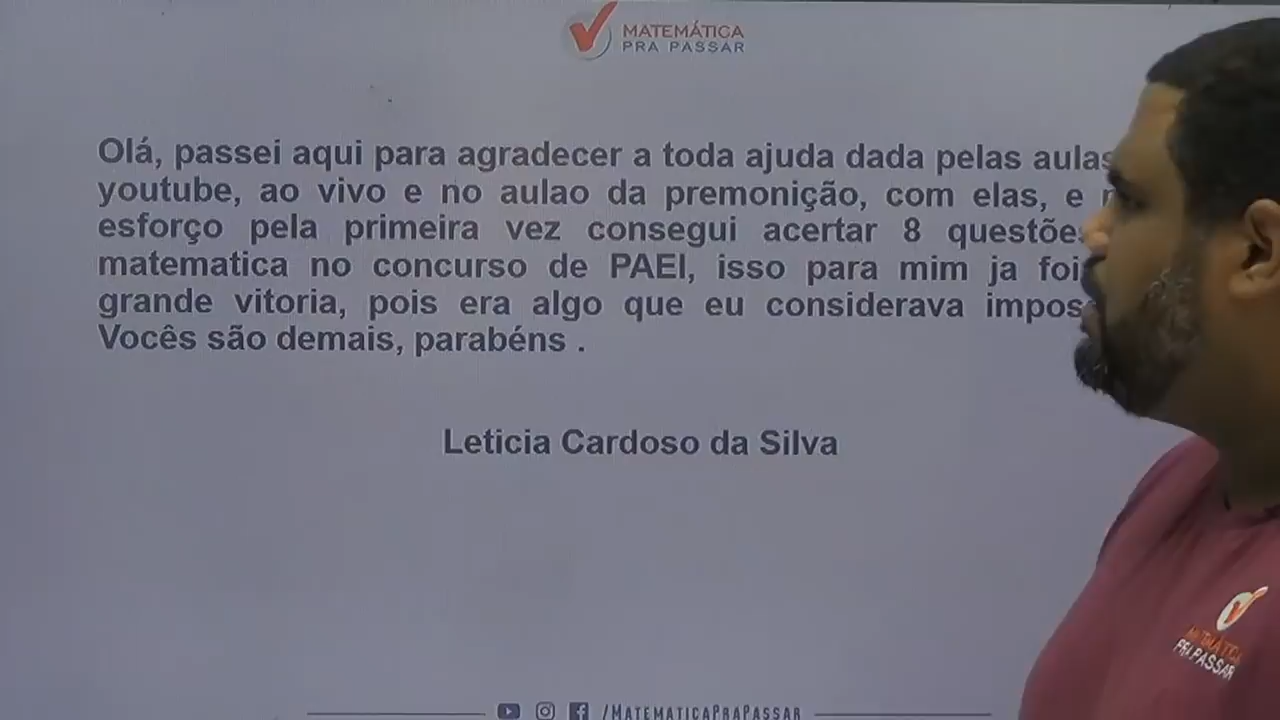 MATEMÁTICA
PRA PASSAR
Olá, passei aqui para agradecer a toda ajuda dada pelas aulas
youtube, ao vivo e no aulao da premonição, com elas, e
esforço pela primeira vez consegui acertar 8
matematica no concurso de PAEI, isso para mim ja foi
grande vitoria, pois era algo que eu considerava
Vocês são demais, parabéns .
Leticia Cardoso da Silva
/MATEMATICAPRAPASSAR
MATEMÁTICA
PRA PASSAR